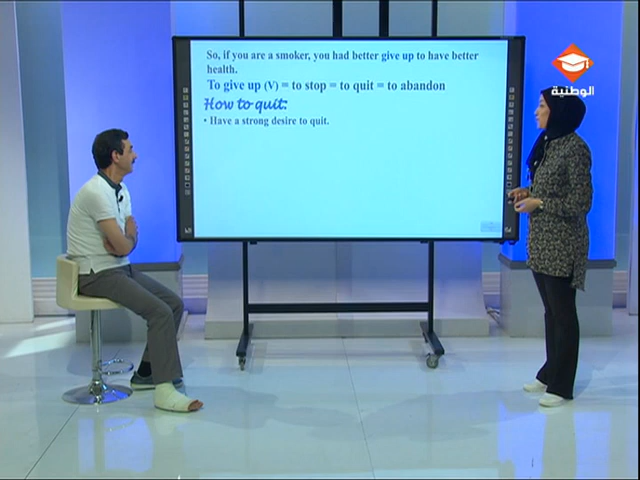 So, if you are a smoker, you had better give up to have better
health.
To give up (V) = to stop = to quit = to abandon
How to quit:
• Have a strong desire to quit.
الوطنية